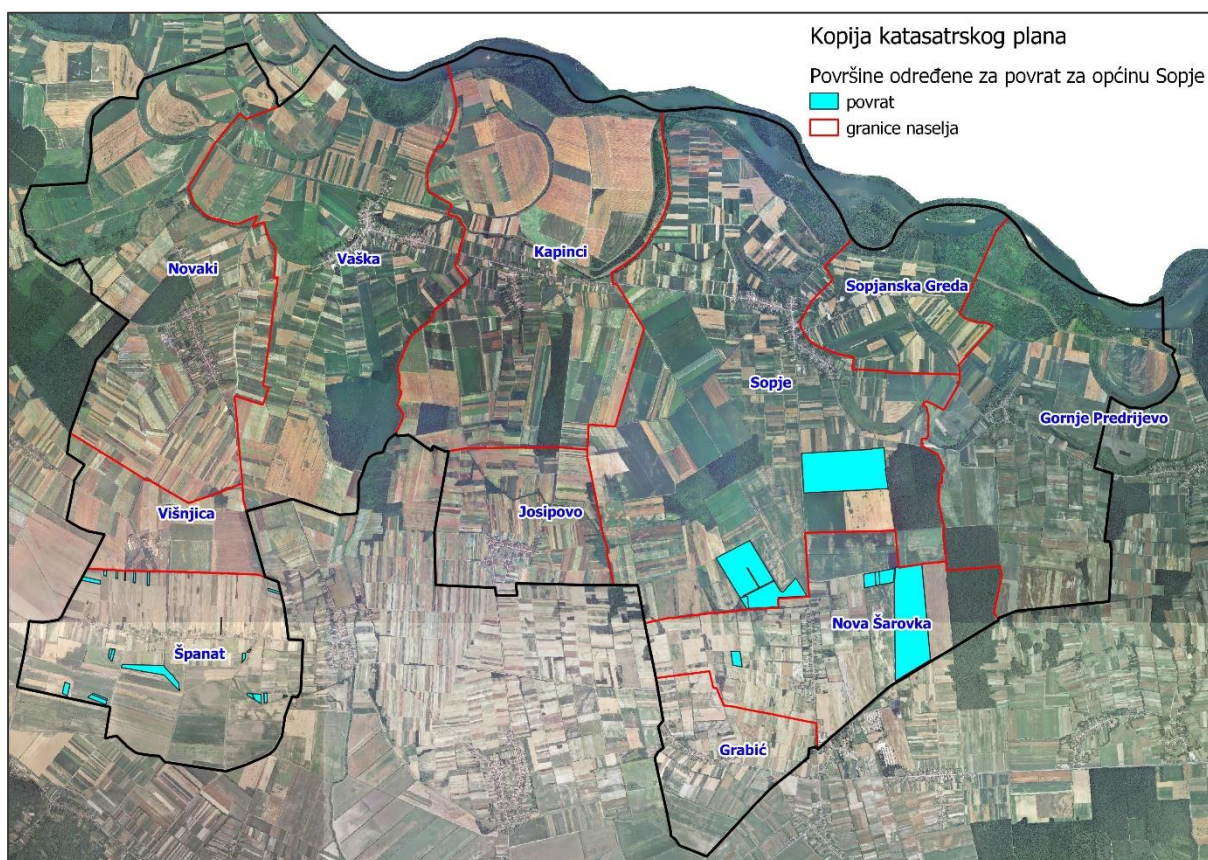 Kopija katasatrskog plana
Površine određene za povrat za općinu Sopje
povrat
granice naselja
Novaki
Vaška
Kapinci
Sopjanska Greda
Sopje
Gornje Predrijevo
Višnjica
Josipovo
Nova Šarovka
Španat
Grabić